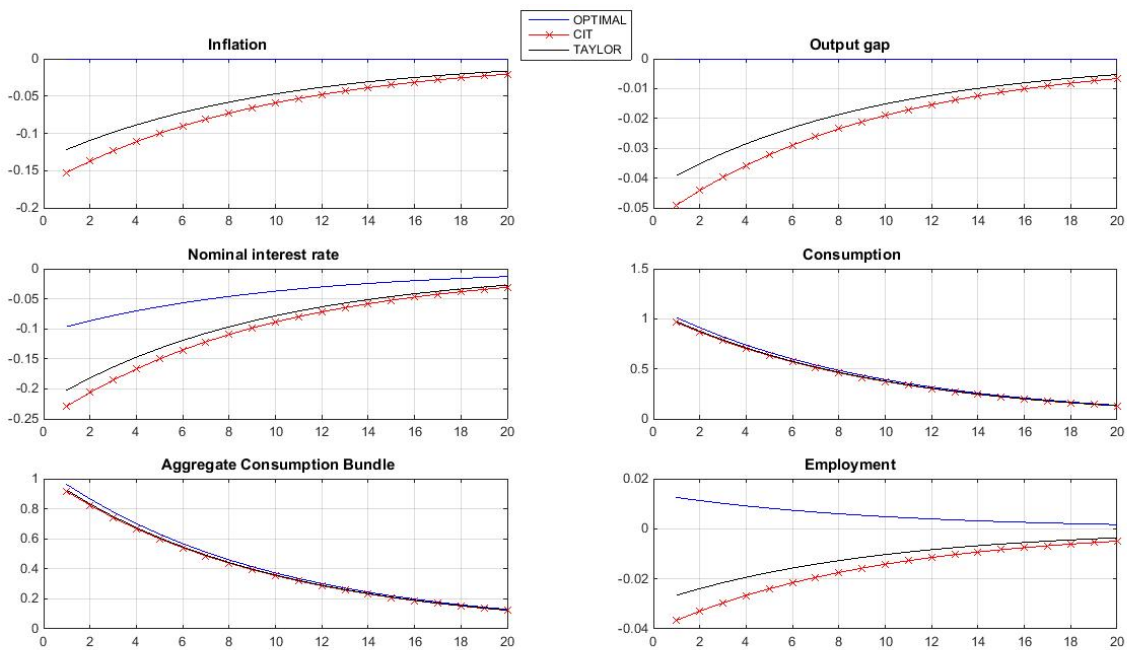 OPTIMAL
CIT
TAYLOR
Inflation
0
-0.05
-0.1
-0.15
-0.2
0 2 4 6 8 10 12 14 16 18 20
Output gap
0
-0.01
-0.02
-0.03
-0.04
-0.05
0 2 4 6 8 10 12 14 16 18 20
Nominal interest rate
0
-0.05
-0.1
-0.15
-0.2
-0.25
0 2 4 6 8 10 12 14 16 18 20
Consumption
1.5
1
0.5
0
0 2 4 6 8 10 12 14 16 18 20
Aggregate Consumption Bundle
1
0.8
0.6
0.4
0.2
0
0 2 4 6 8 10 12 14 16 18 20
Employment
0.02
0
-0.02
-0.04
0 2 4 6 8 10 12 14 16 18 20